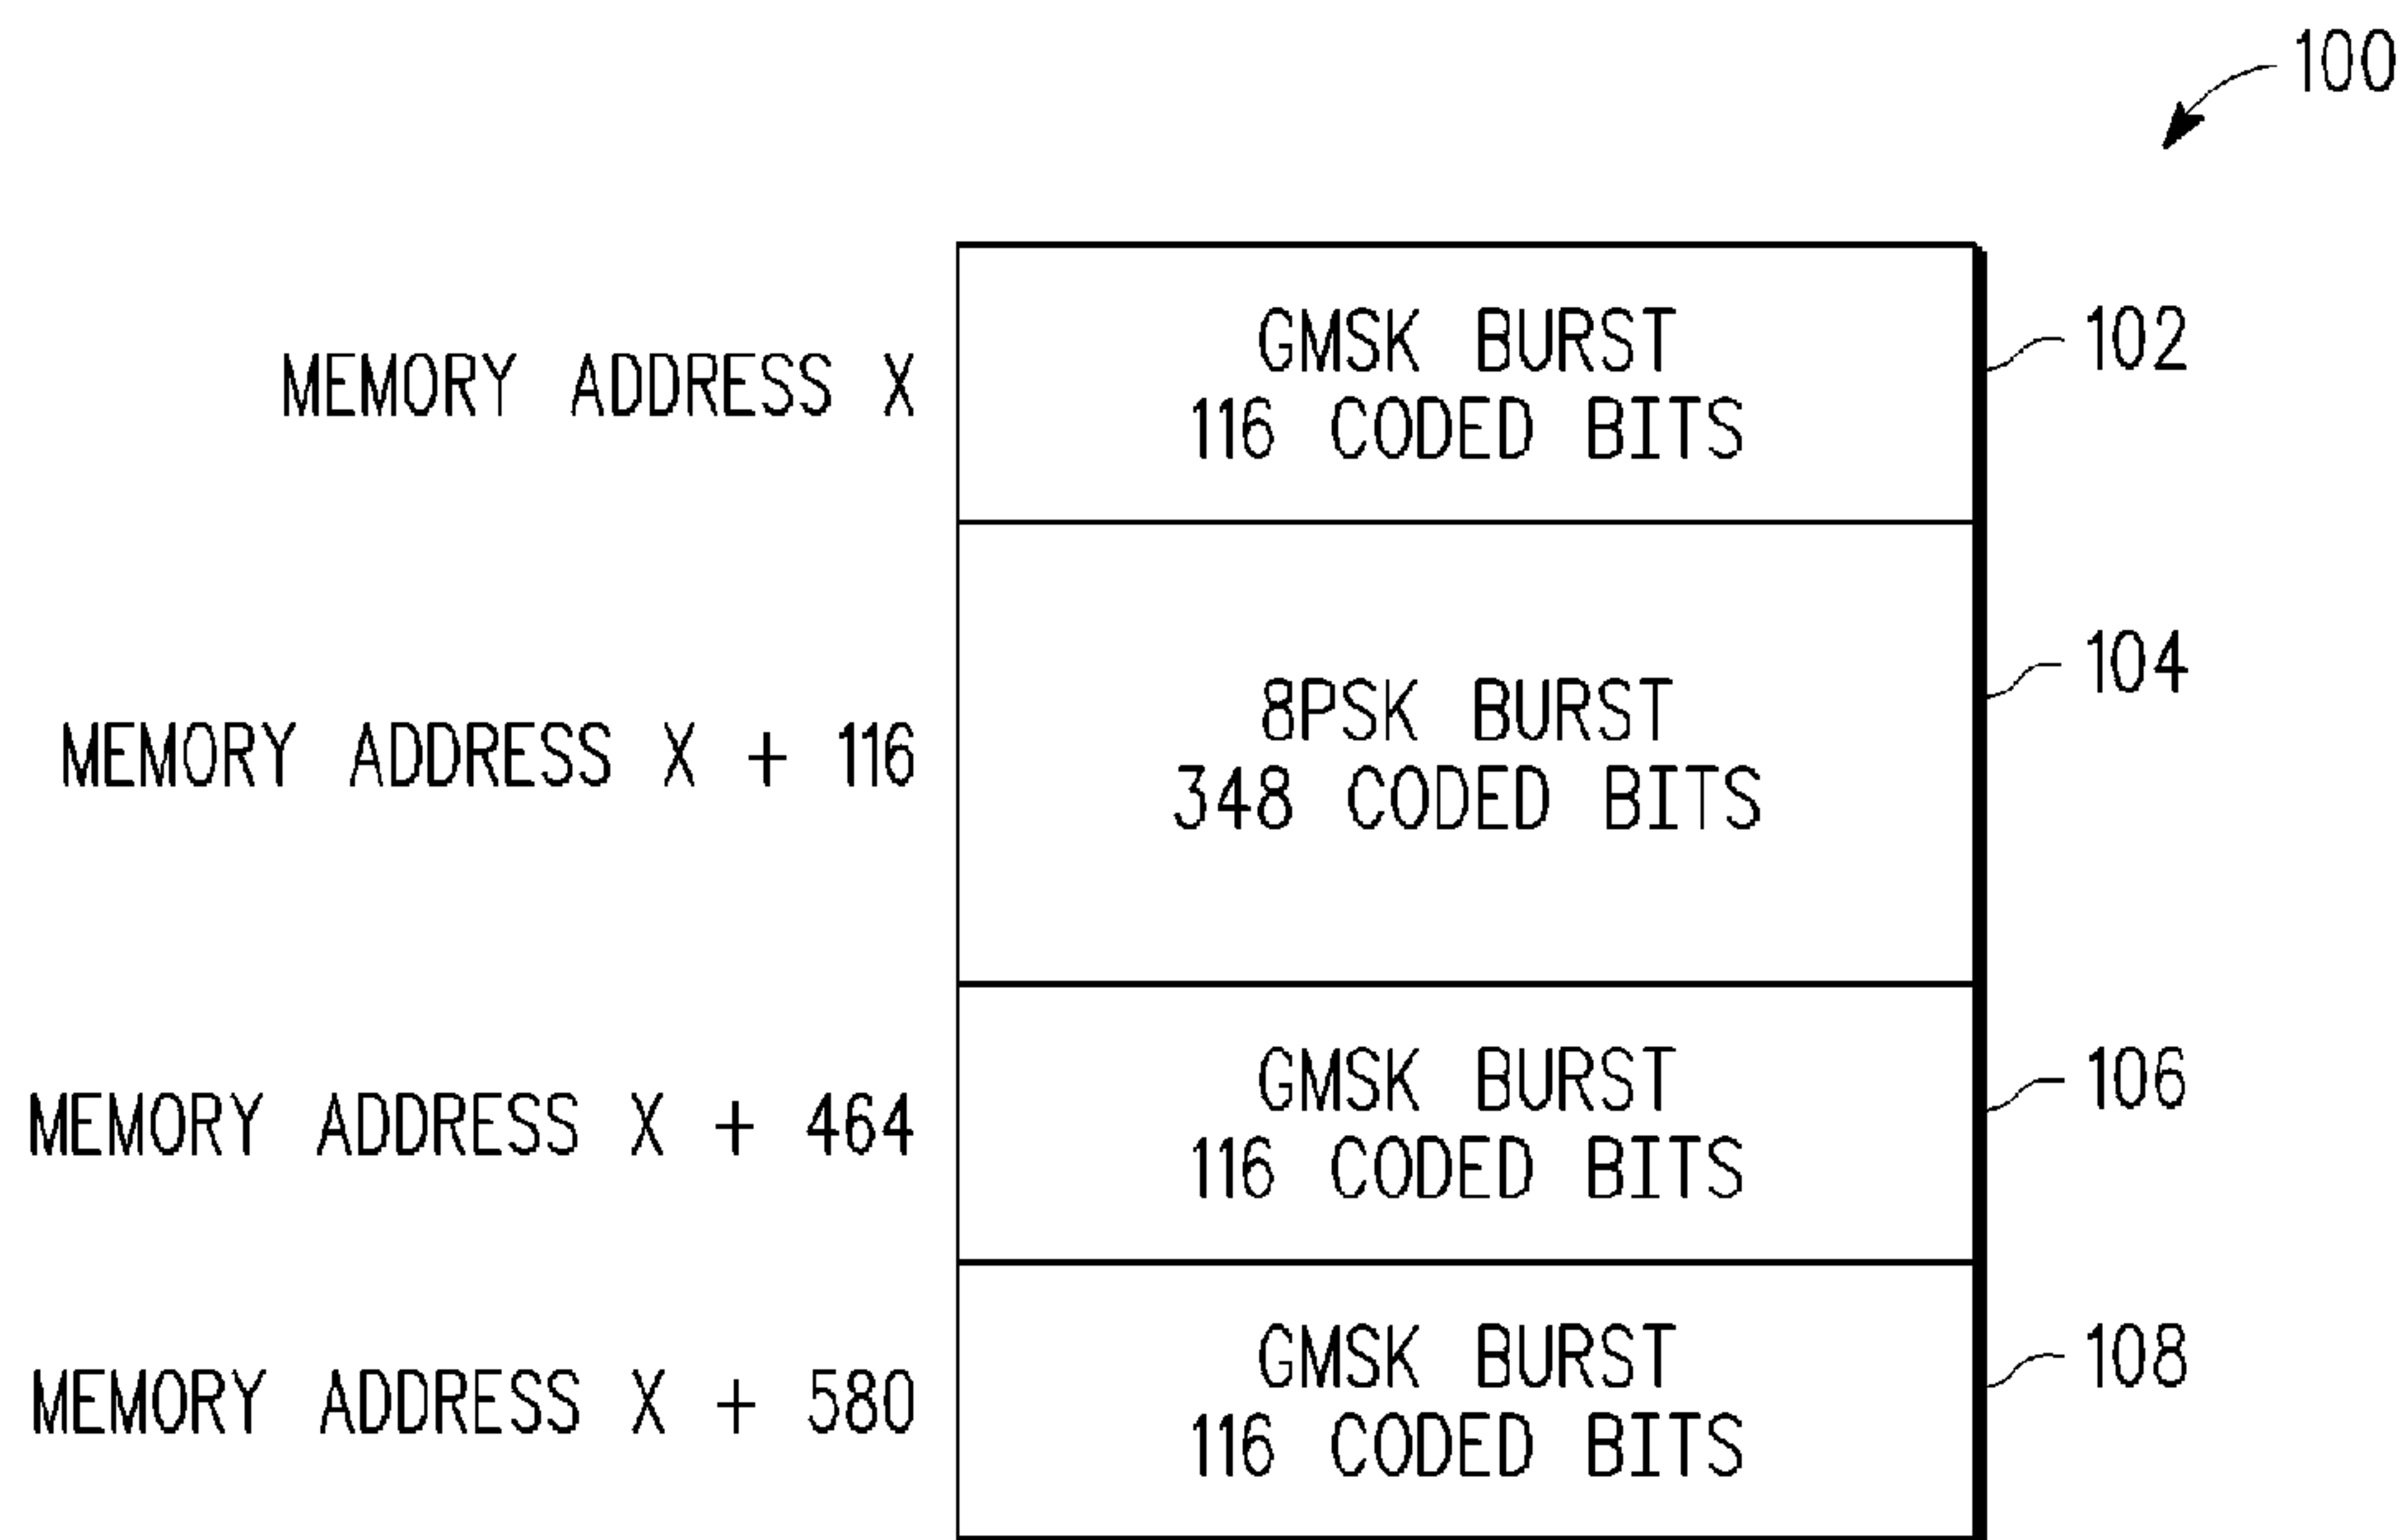 100
GMSK BURST
116 CODED BITS
MEMORY ADDRESS X
102
8PSK BURST
348 CODED BITS
MEMORY ADDRESS X + 116
104
GMSK BURST
116 CODED BITS
MEMORY ADDRESS X + 464
106
GMSK BURST
116 CODED BITS
MEMORY ADDRESS X + 580
108